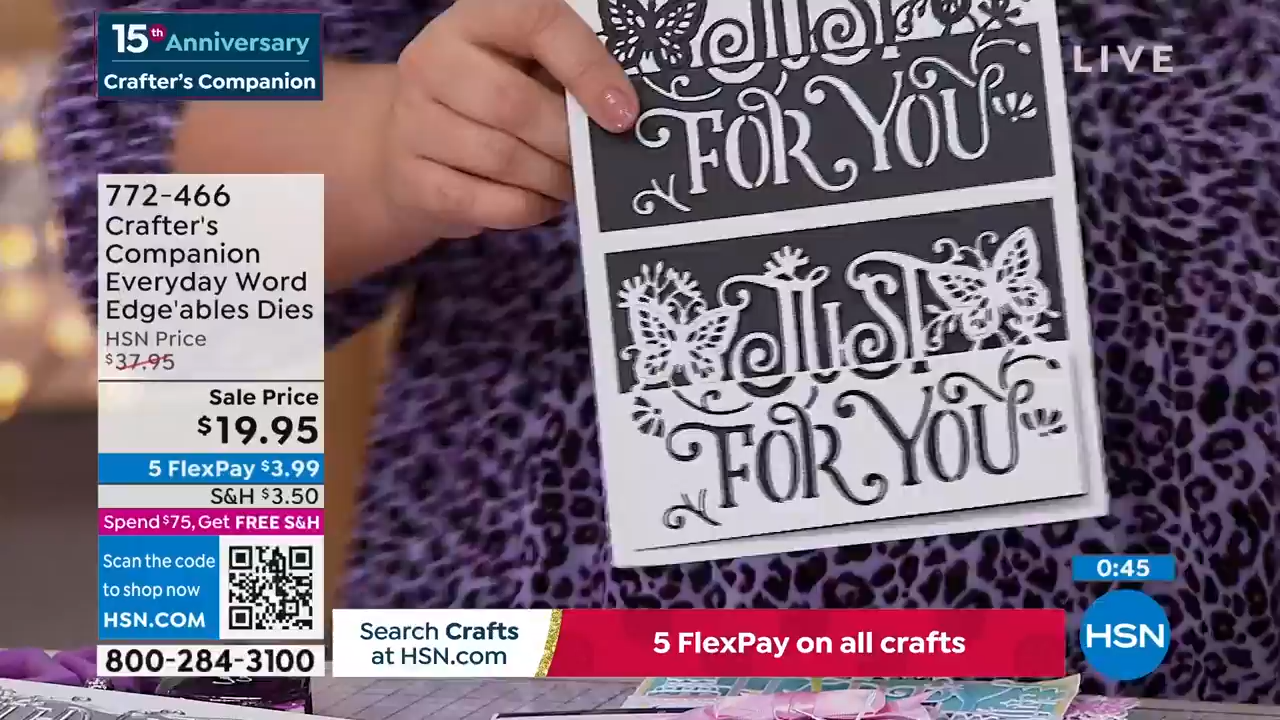 15th Anniversary
Crafter's Companion
LIVE
JUST
FOR YOU
JUST
FOR YOU
772-466
Crafter's
Companion
Everyday Word
Edge'ables Dies
HSN Price
$37.95
Sale Price
$19.95
5 FlexPay $3.99
S&H $3.50
Spend $75, Get FREE S&H
Scan the code
to shop now
HSN.COM
800-284-3100
Search Crafts
at HSN.com
5 FlexPay on all crafts
0:45
HSN